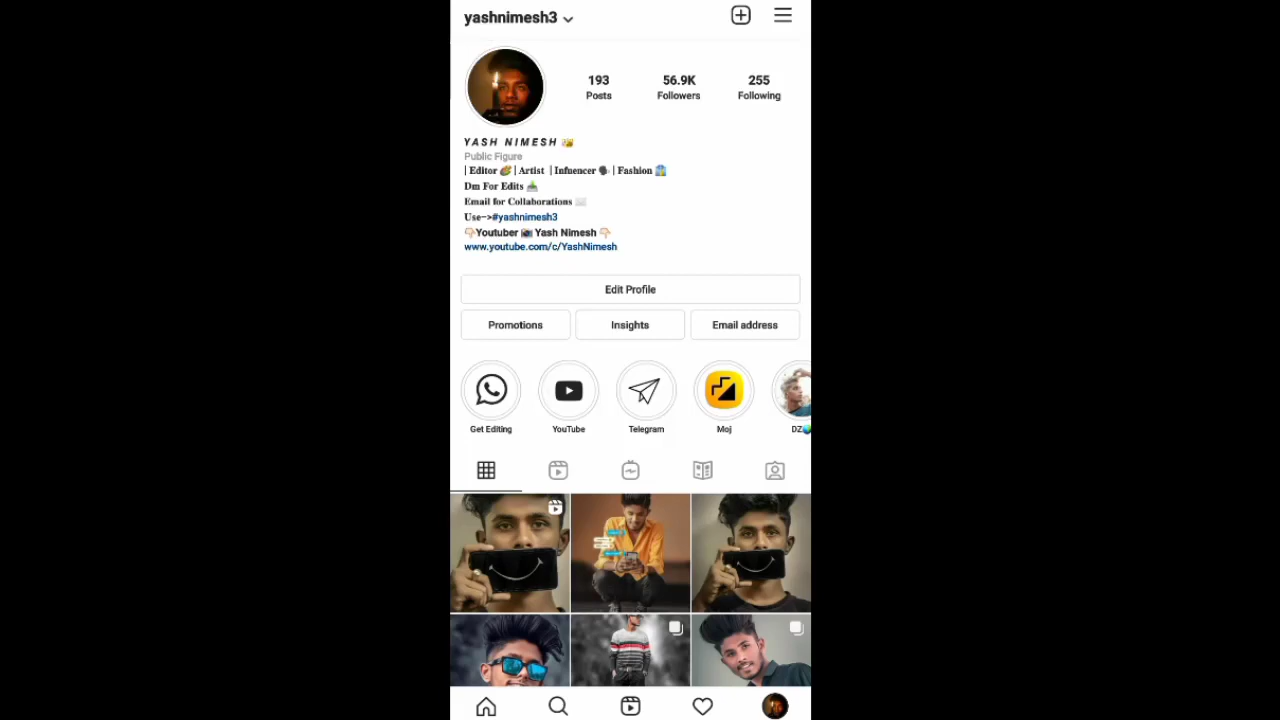 yashnimesh3
193
56.9K
255
Posts
Followers
Following
YASH NIMESH
Public Figure
| Editor 🎨 | Artist | Influencer 🗣 | Fashion
Dm For Edits 📥
Email for Collaborations ✉️
Use->#yashnimesh3
👇🏻Youtuber 📷 Yash Nimesh 👇🏻
www.youtube.com/c/YashNimesh
Edit Profile
Promotions
Insights
Email address
Get Editing
YouTube
Telegram
Moj
DZ